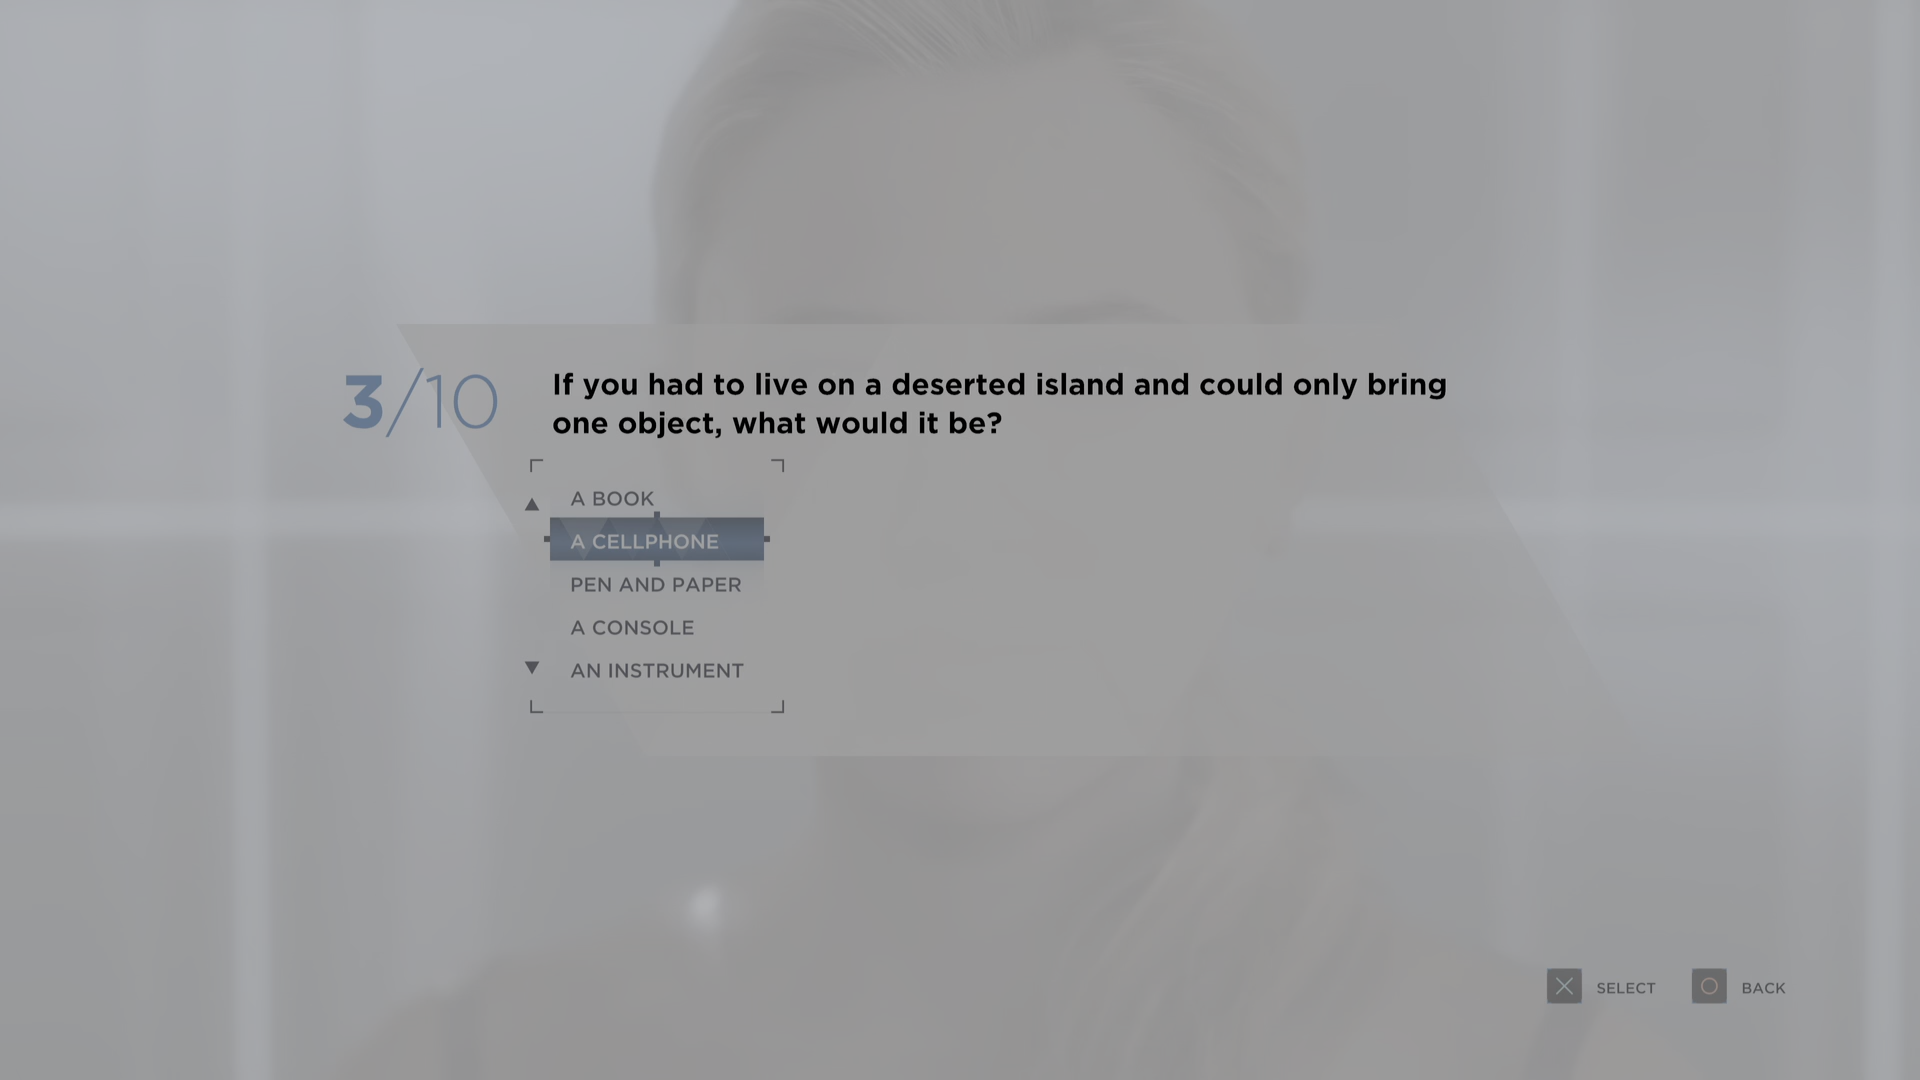 3/10
If you had to live on a deserted island and could only bring
one object, what would it be?
A BOOK
A CELLPHONE
PEN AND PAPER
A CONSOLE
AN INSTRUMENT
SELECT BACK